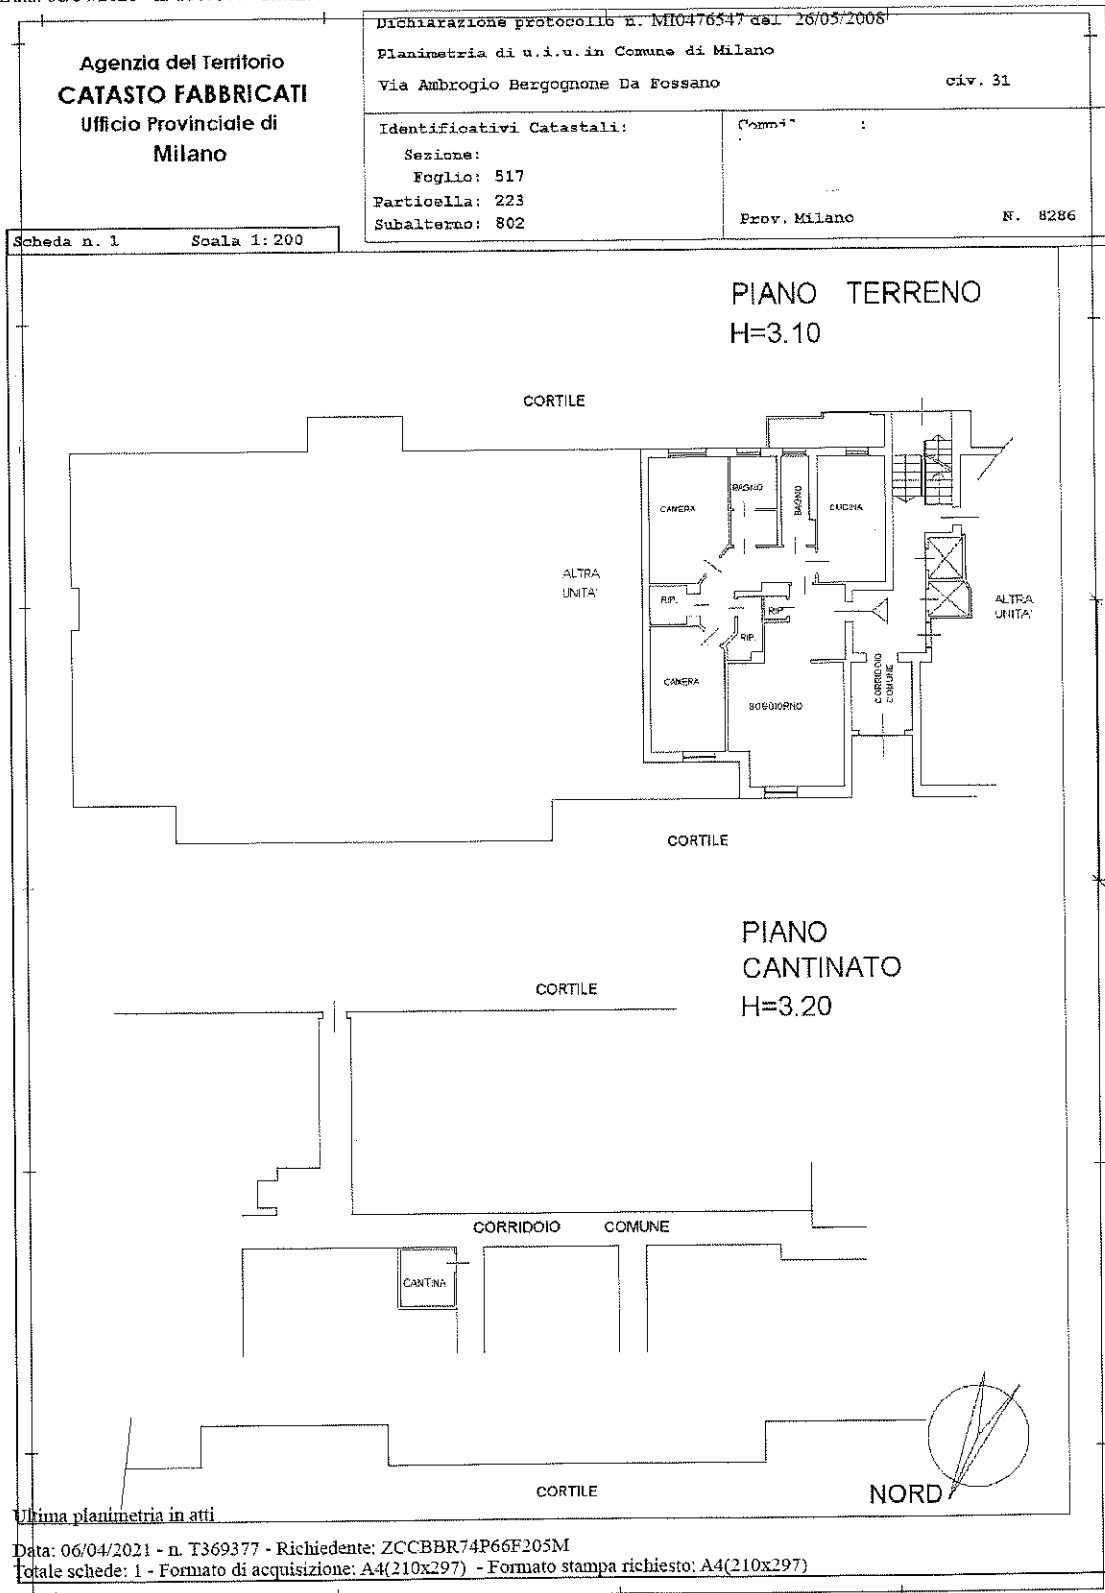 Agenzia del Territorio
CATASTO FABBRICATI
Ufficio Provinciale di
Milano
Dichiarazione protocollo n. MI0476547 del 26/05/2008
Planimetria di u.i.u. in Comune di Milano
Via Ambrogio Bergognone Da Fossano civ. 31
Identificativi Catastali:
Sezione:
Foglio: 517
Particella: 223
Subalterno: 802
:
Prov. Milano N. 8286
Scheda n. 1 Scala 1:200
PIANO TERRENO
H=3.10
CORTILE
CAMERA
BAGNO
BAGNO
CUCINA
ALTRA
UNITA'
RIP.
RIP.
RIP
ALTRA
UNITA'
CAMERA
SOGGIORNO
CORRIDOIO
COMUNE
CORTILE
PIANO
CANTINATO
H=3.20
CORTILE
CORRIDOIO COMUNE
CANTINA
CORTILE
NORD
Ultima planimetria in atti
Data: 06/04/2021 - n. T369377 - Richiedente: ZCCBBR74P66F205M
Totale schede: 1 - Formato di acquisizione: A4(210x297) - Formato stampa richiesto: A4(210x297)